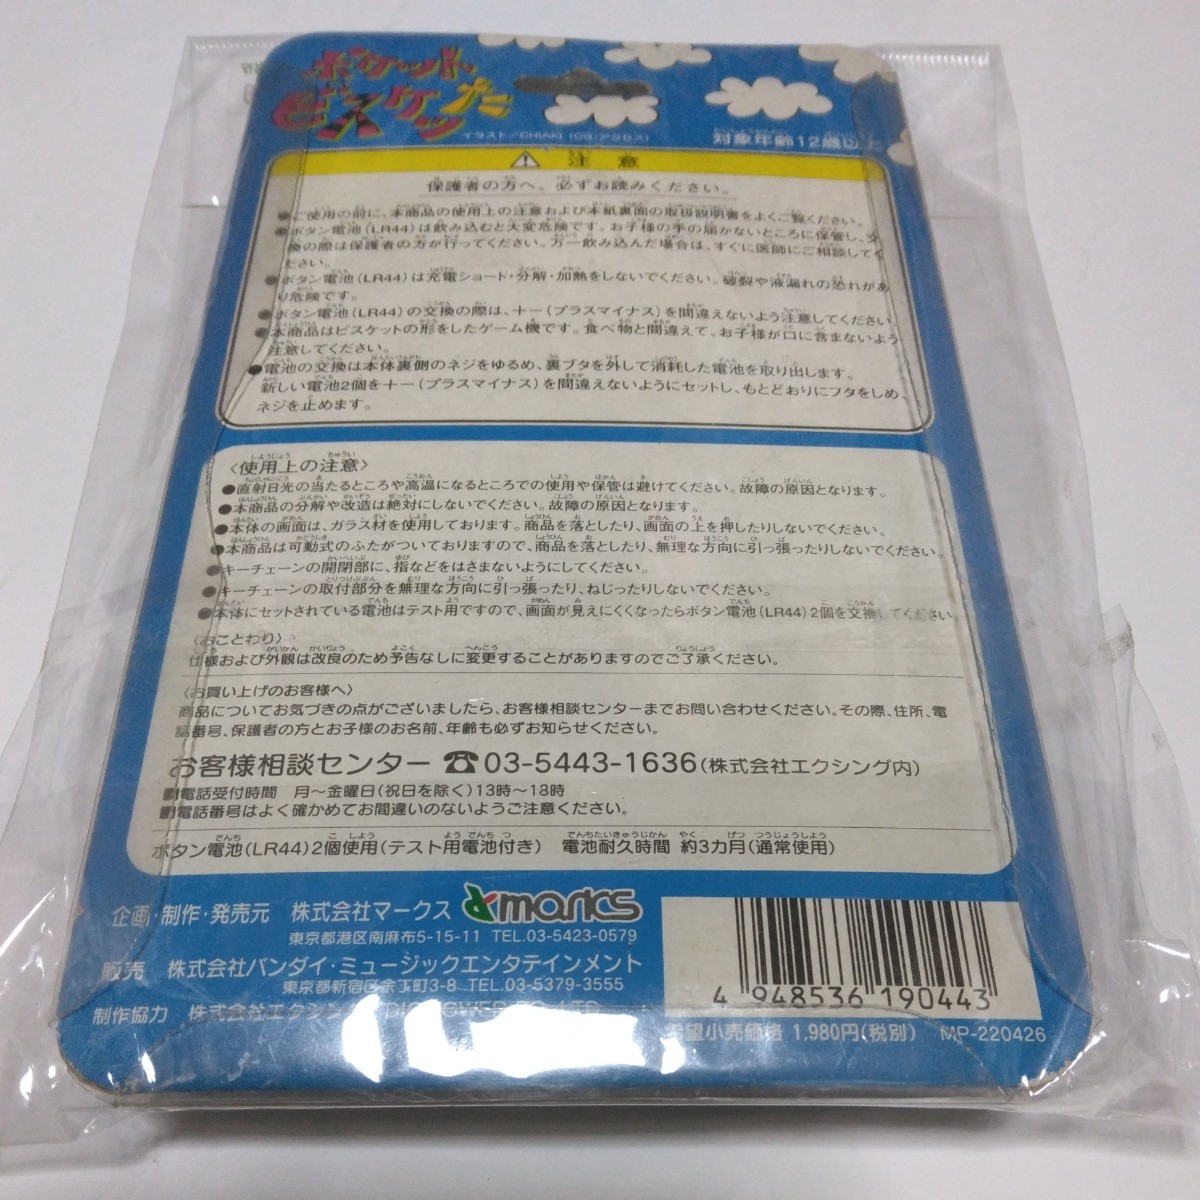 ポケットに
ビスケッツ
イラスト/CHIAKI (CG:アクセス)
対象年齢12歳以上
注意
保護者の方へ、必ずお読みください。
●ご使用の前に、本商品の使用上の注意および本紙裏面の取扱説明書をよくご覧ください。
●ボタン電池(LR44)は飲み込むと大変危険です。お子様の手の届かないところに保管し、交
換の際は保護者の方が行ってください。万一飲み込んだ場合は、すぐに医師にご相談してく
ださい。
●ボタン電池(LR44)は充電ショート・分解・加熱をしないでください。破裂や液漏れの恐れがあ
り危険です。
●ボタン電池(LR44)の交換の際は、+-(プラスマイナス)を間違えないよう注意してください。
●本商品はビスケットの形をしたゲーム機です。食べ物と間違えて、お子様が口に含まないよう
注意してください。
●電池の交換は本体裏側のネジをゆるめ、裏ブタを外して消耗した電池を取り出します。
新しい電池2個を+-(プラスマイナス)を間違えないようにセットし、もとどおりにフタをしめ、
ネジを止めます。
〈使用上の注意〉
●直射日光の当たるところや高温になるところでの使用や保管は避けてください。故障の原因となります。
●本商品の分解や改造は絶対にしないでください。故障の原因となります。
●本体の画面は、ガラス材を使用しております。商品を落としたり、画面の上を押したりしないでください。
●本商品は可動式のふたがついておりますので、商品を落としたり、無理な方向に引っ張ったりしないでください。
●キーチェーンの開閉部に、指などをはさまないようにしてください。
●キーチェーンの取付部分を無理な方向に引っ張ったり、ねじったりしないでください。
●本体にセットされている電池はテスト用ですので、画面が見えにくくなったらボタン電池(LR44)2個を交換してください。
〈おことわり〉
仕様および外観は改良のため予告なしに変更することがありますのでご了承ください。
〈お買い上げのお客様へ〉
商品についてお気づきの点がございましたら、お客様相談センターまでお問い合わせください。その際、住所、電
話番号、保護者の方とお子様のお名前、年齢も必ずお知らせください。
お客様相談センター ☎03-5443-1636(株式会社エクシング内)
■電話受付時間 月〜金曜日(祝日を除く)13時〜18時
■電話番号はよく確かめてお間違いのないようご注意ください。
ボタン電池(LR44)2個使用(テスト用電池付き) 電池耐久時間 約3カ月(通常使用)
企画・制作・発売元 株式会社マークス marks
東京都港区南麻布5-15-11 TEL.03-5423-0579
販売 株式会社バンダイ・ミュージックエンタテインメント
東京都新宿区余丁町3-8 TEL.03-5379-3555
制作協力 株式会社エクシング
4 948536 190443
希望小売価格 1,980円(税別) MP-220426